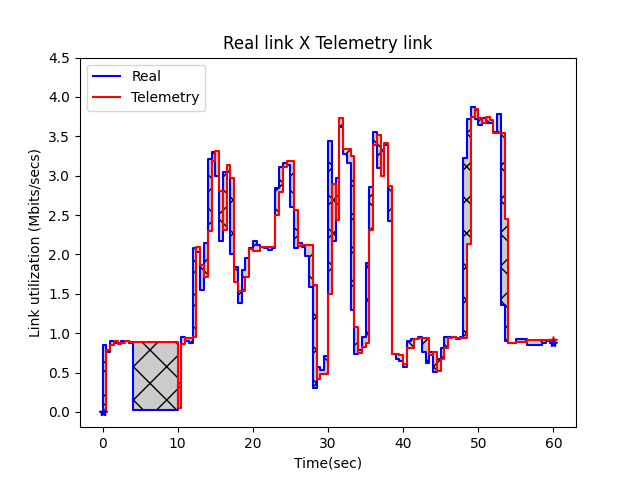 Real link X Telemetry link
Real
Telemetry
Link utilization (Mbits/secs)
4.5
4.0
3.5
3.0
2.5
2.0
1.5
1.0
0.5
0.0
0 10 20 30 40 50 60
Time(sec)